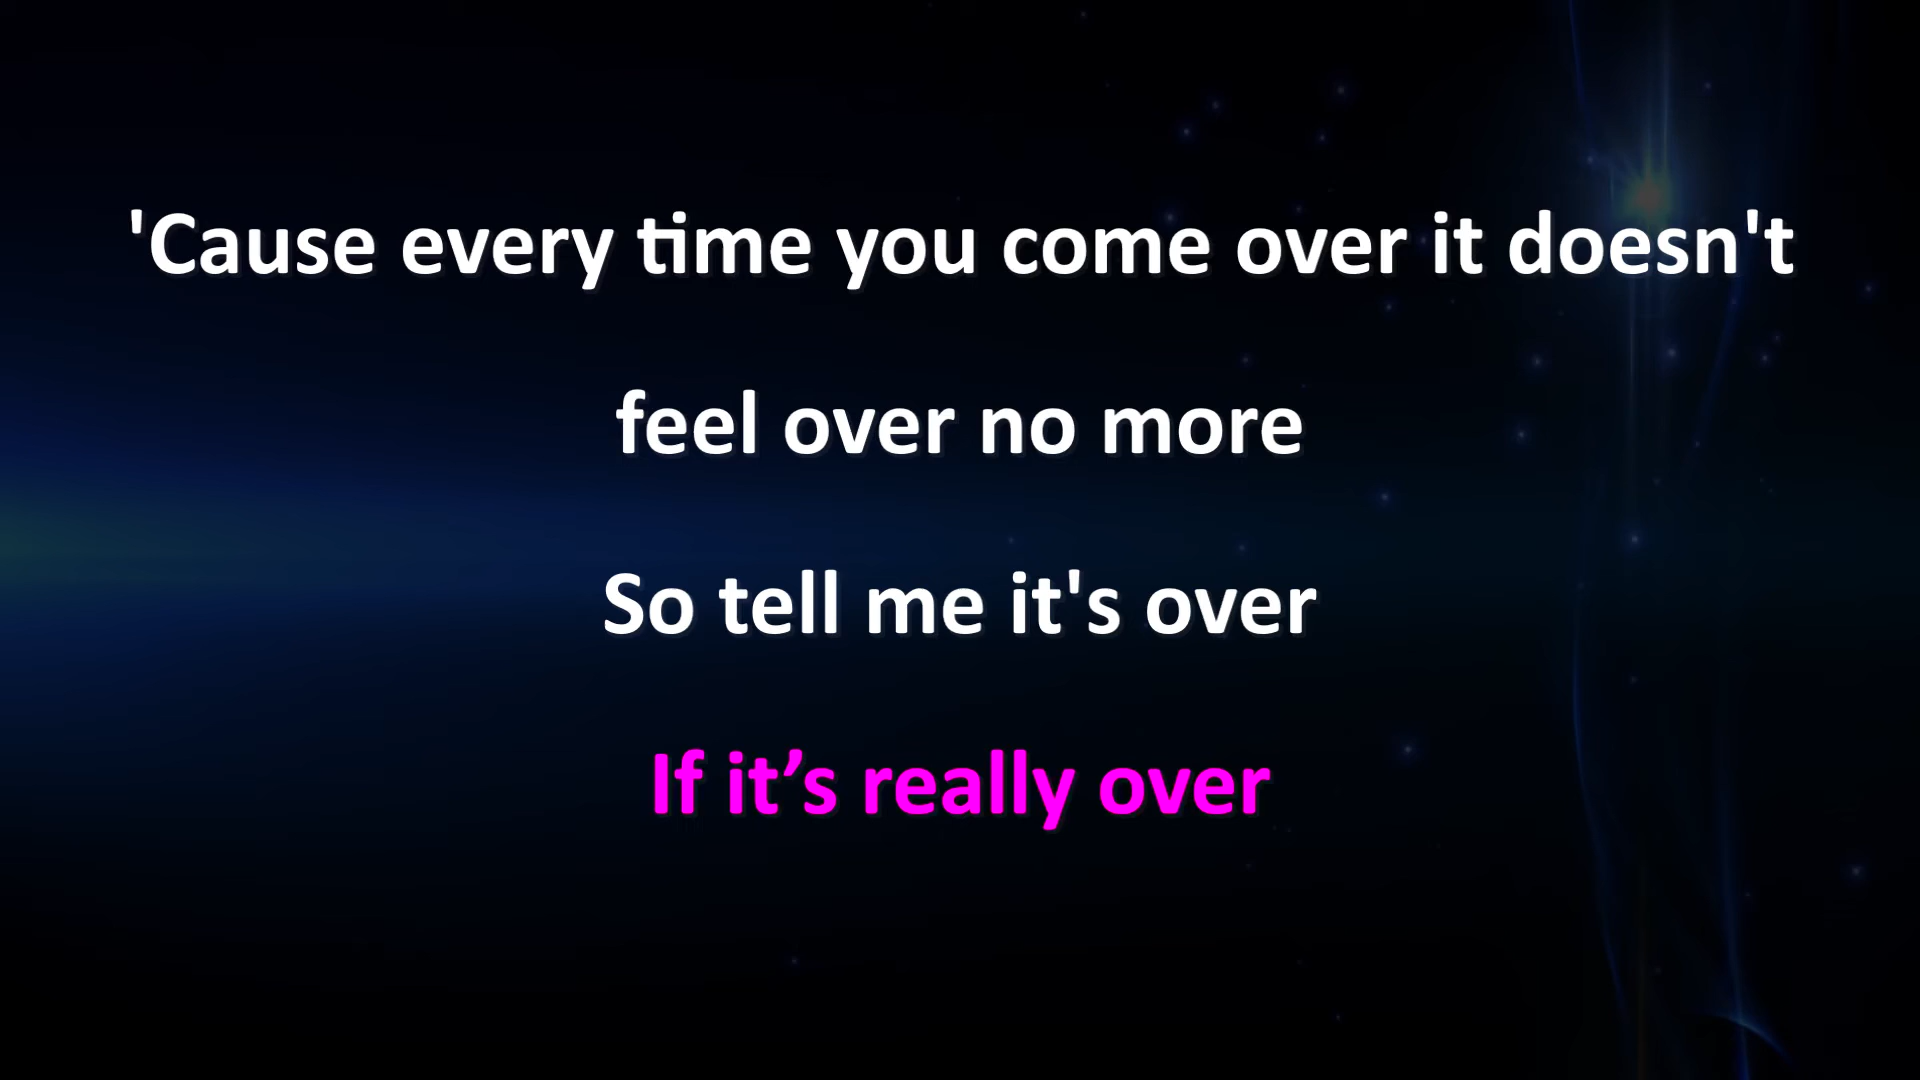 'Cause every time you come over it doesn't
feel over no more
So tell me it's over
If it’s really over